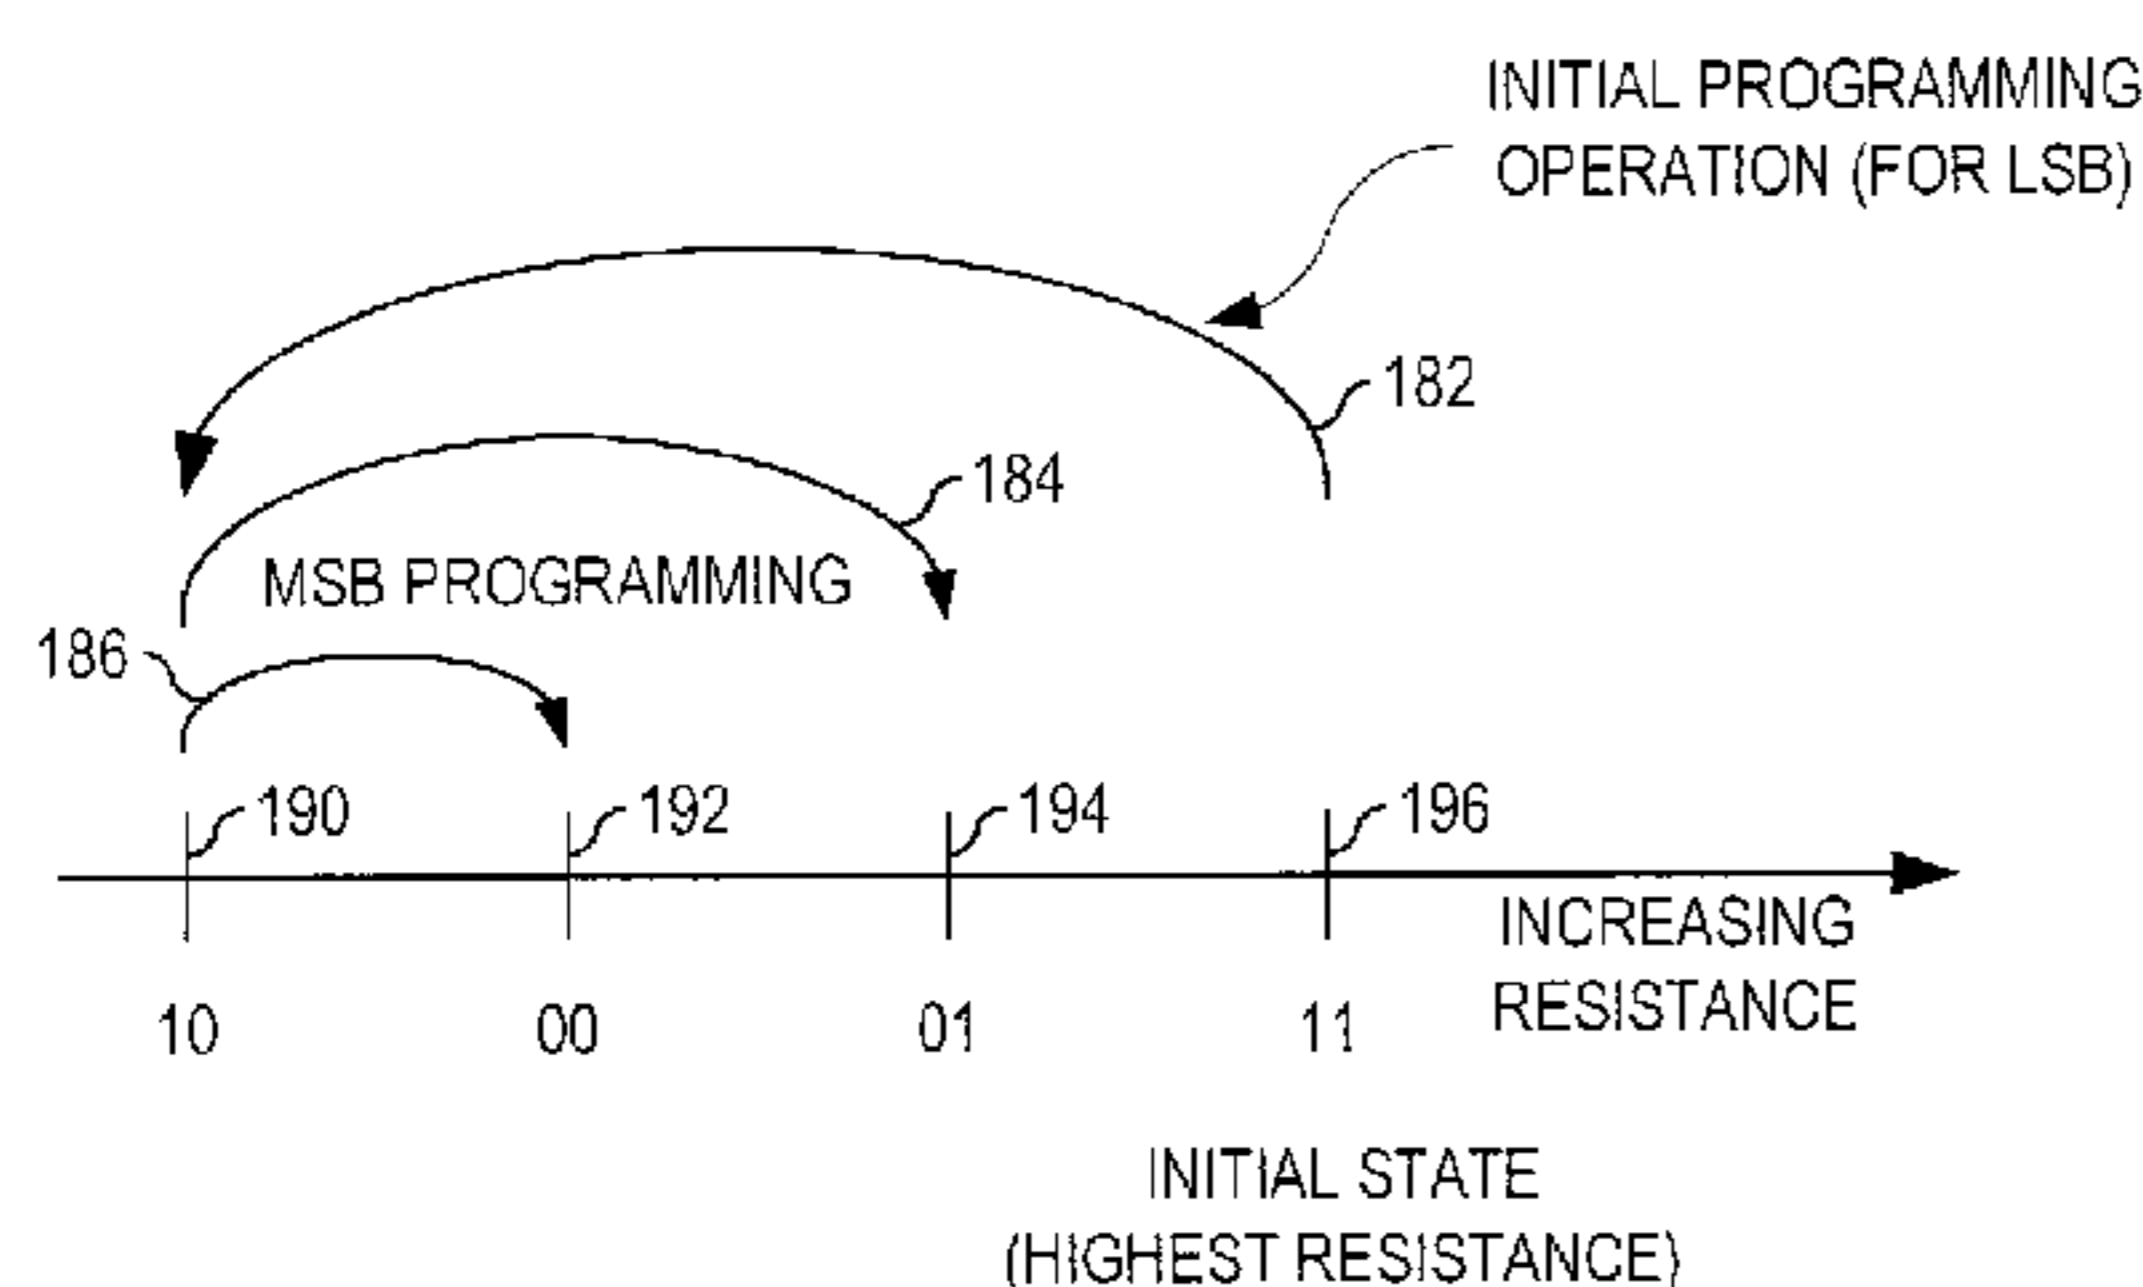 INITIAL PROGRAMMING
OPERATION (FOR LSB)
182
184
MSB PROGRAMMING
186
190
192
194
196
INCREASING
RESISTANCE
10
00
01
11
INITIAL STATE
(HIGHEST RESISTANCE)